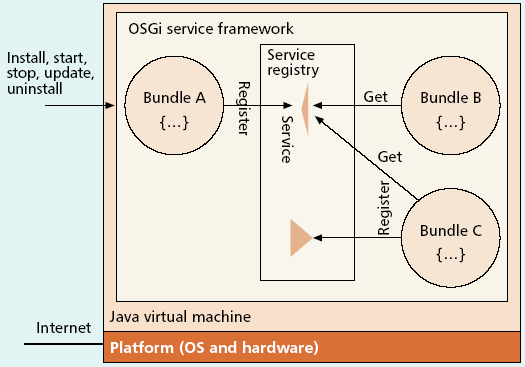 OSGi service framework
Install, start,
stop, update,
uninstall
Service
registry
Bundle A
{...}
Register
Service
Get
Bundle B
{...}
Get
Register
Bundle C
{...}
Java virtual machine
Internet
Platform (OS and hardware)